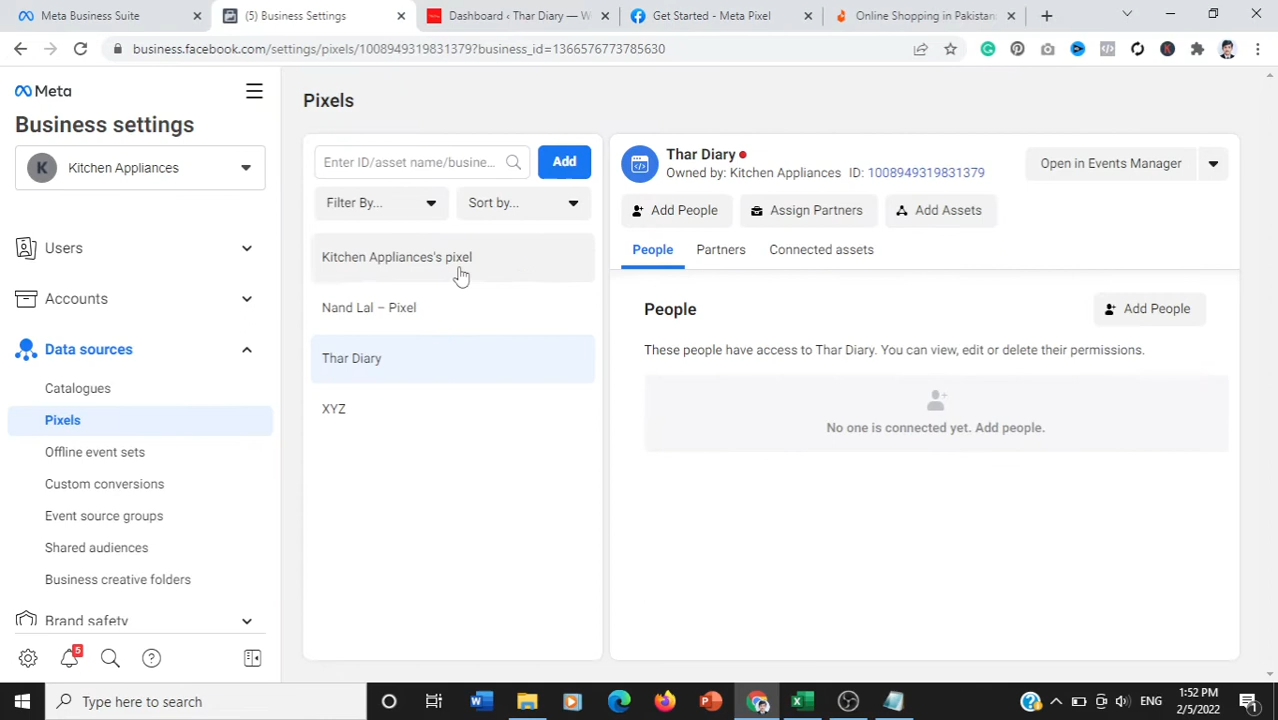 Meta Business Suite
(5) Business Settings
Dashboard ‹ Thar Diary — W
Get Started - Meta Pixel
Online Shopping in Pakistan
business.facebook.com/settings/pixels/1008949319831379?business_id=1366576773785630
Meta
Business settings
K Kitchen Appliances
Users
Accounts
Data sources
Catalogues
Pixels
Offline event sets
Custom conversions
Event source groups
Shared audiences
Business creative folders
Brand safety
5
Pixels
Enter ID/asset name/busine...
Add
Filter By...
Sort by...
Kitchen Appliances's pixel
Nand Lal – Pixel
Thar Diary
XYZ
Thar Diary
Owned by: Kitchen Appliances ID: 1008949319831379
Open in Events Manager
Add People
Assign Partners
Add Assets
People
Partners
Connected assets
People
Add People
These people have access to Thar Diary. You can view, edit or delete their permissions.
No one is connected yet. Add people.
Type here to search
ENG
1:52 PM
2/5/2022
1